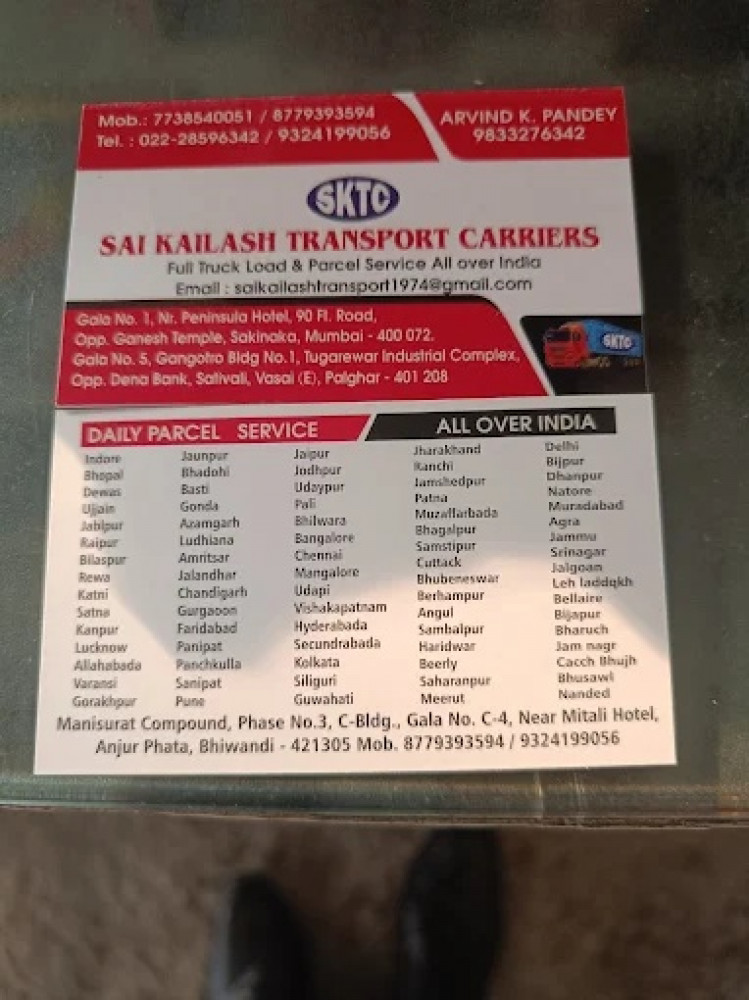 Mob.: 7738540051 / 8779393594
Tel. : 022-28596342 / 9324199056
ARVIND K. PANDEY
9833276342
SKTC
SAI KAILASH TRANSPORT CARRIERS
Full Truck Load & Parcel Service All over India
Email : saikailashtransport1974@gmail.com
Gala No. 1, Nr. Peninsula Hotel, 90 Ft. Road,
Opp. Ganesh Temple, Sakinaka, Mumbai - 400 072.
Gala No. 5, Gangotro Bldg No.1, Tugarewar Industrial Complex,
Opp. Dena Bank, Sativali, Vasai (E), Palghar - 401 208
SKTC
DAILY PARCEL SERVICE
ALL OVER INDIA
Indore
Bhopal
Dewas
Ujjain
Jablpur
Raipur
Bilaspur
Rewa
Katni
Satna
Kanpur
Lucknow
Allahabada
Varansi
Gorakhpur
Jaunpur
Bhadohi
Basti
Gonda
Azamgarh
Ludhiana
Amritsar
Jalandhar
Chandigarh
Gurgaoon
Faridabad
Panipat
Panchkulla
Sanipat
Pune
Jaipur
Jodhpur
Udaypur
Pali
Bhilwara
Bangalore
Chennai
Mangalore
Udapi
Vishakapatnam
Hyderabada
Secundrabada
Kolkata
Siliguri
Guwahati
Jharakhand
Ranchi
Jamshedpur
Patna
Muzaffarbada
Bhagalpur
Samstipur
Cuttack
Bhubeneswar
Berhampur
Angul
Sambalpur
Haridwar
Beerly
Saharanpur
Meerut
Delhi
Bijpur
Dhanpur
Natore
Muradabad
Agra
Jammu
Srinagar
Jalgoan
Leh laddqkh
Bellaire
Bijapur
Bharuch
Jam nagr
Cacch Bhujh
Bhusawl
Nanded
Manisurat Compound, Phase No.3, C-Bldg., Gala No. C-4, Near Mitali Hotel,
Anjur Phata, Bhiwandi - 421305 Mob. 8779393594 / 9324199056